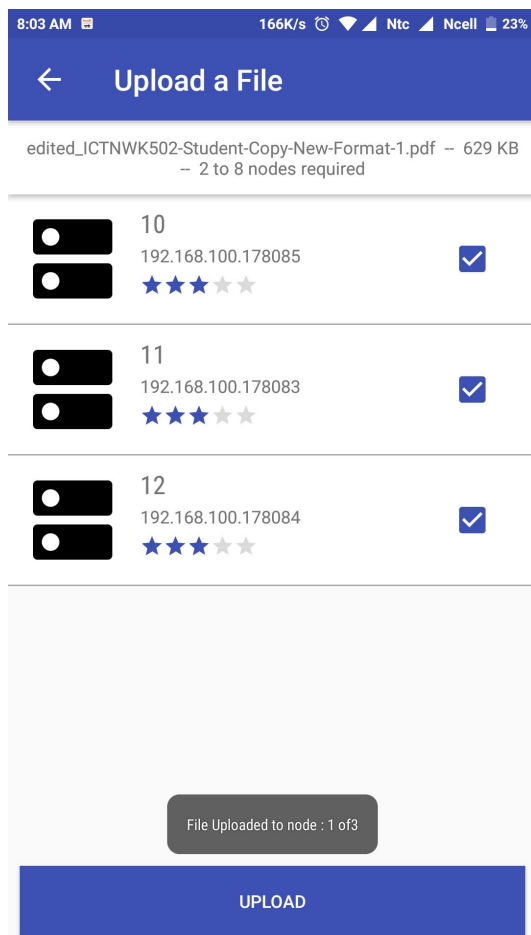 8:03 AM 166K/s Ntc Ncell 23%
Upload a File
edited_ICTNWK502-Student-Copy-New-Format-1.pdf -- 629 KB
-- 2 to 8 nodes required
10
192.168.100.178085
11
192.168.100.178083
12
192.168.100.178084
File Uploaded to node : 1 of3
UPLOAD